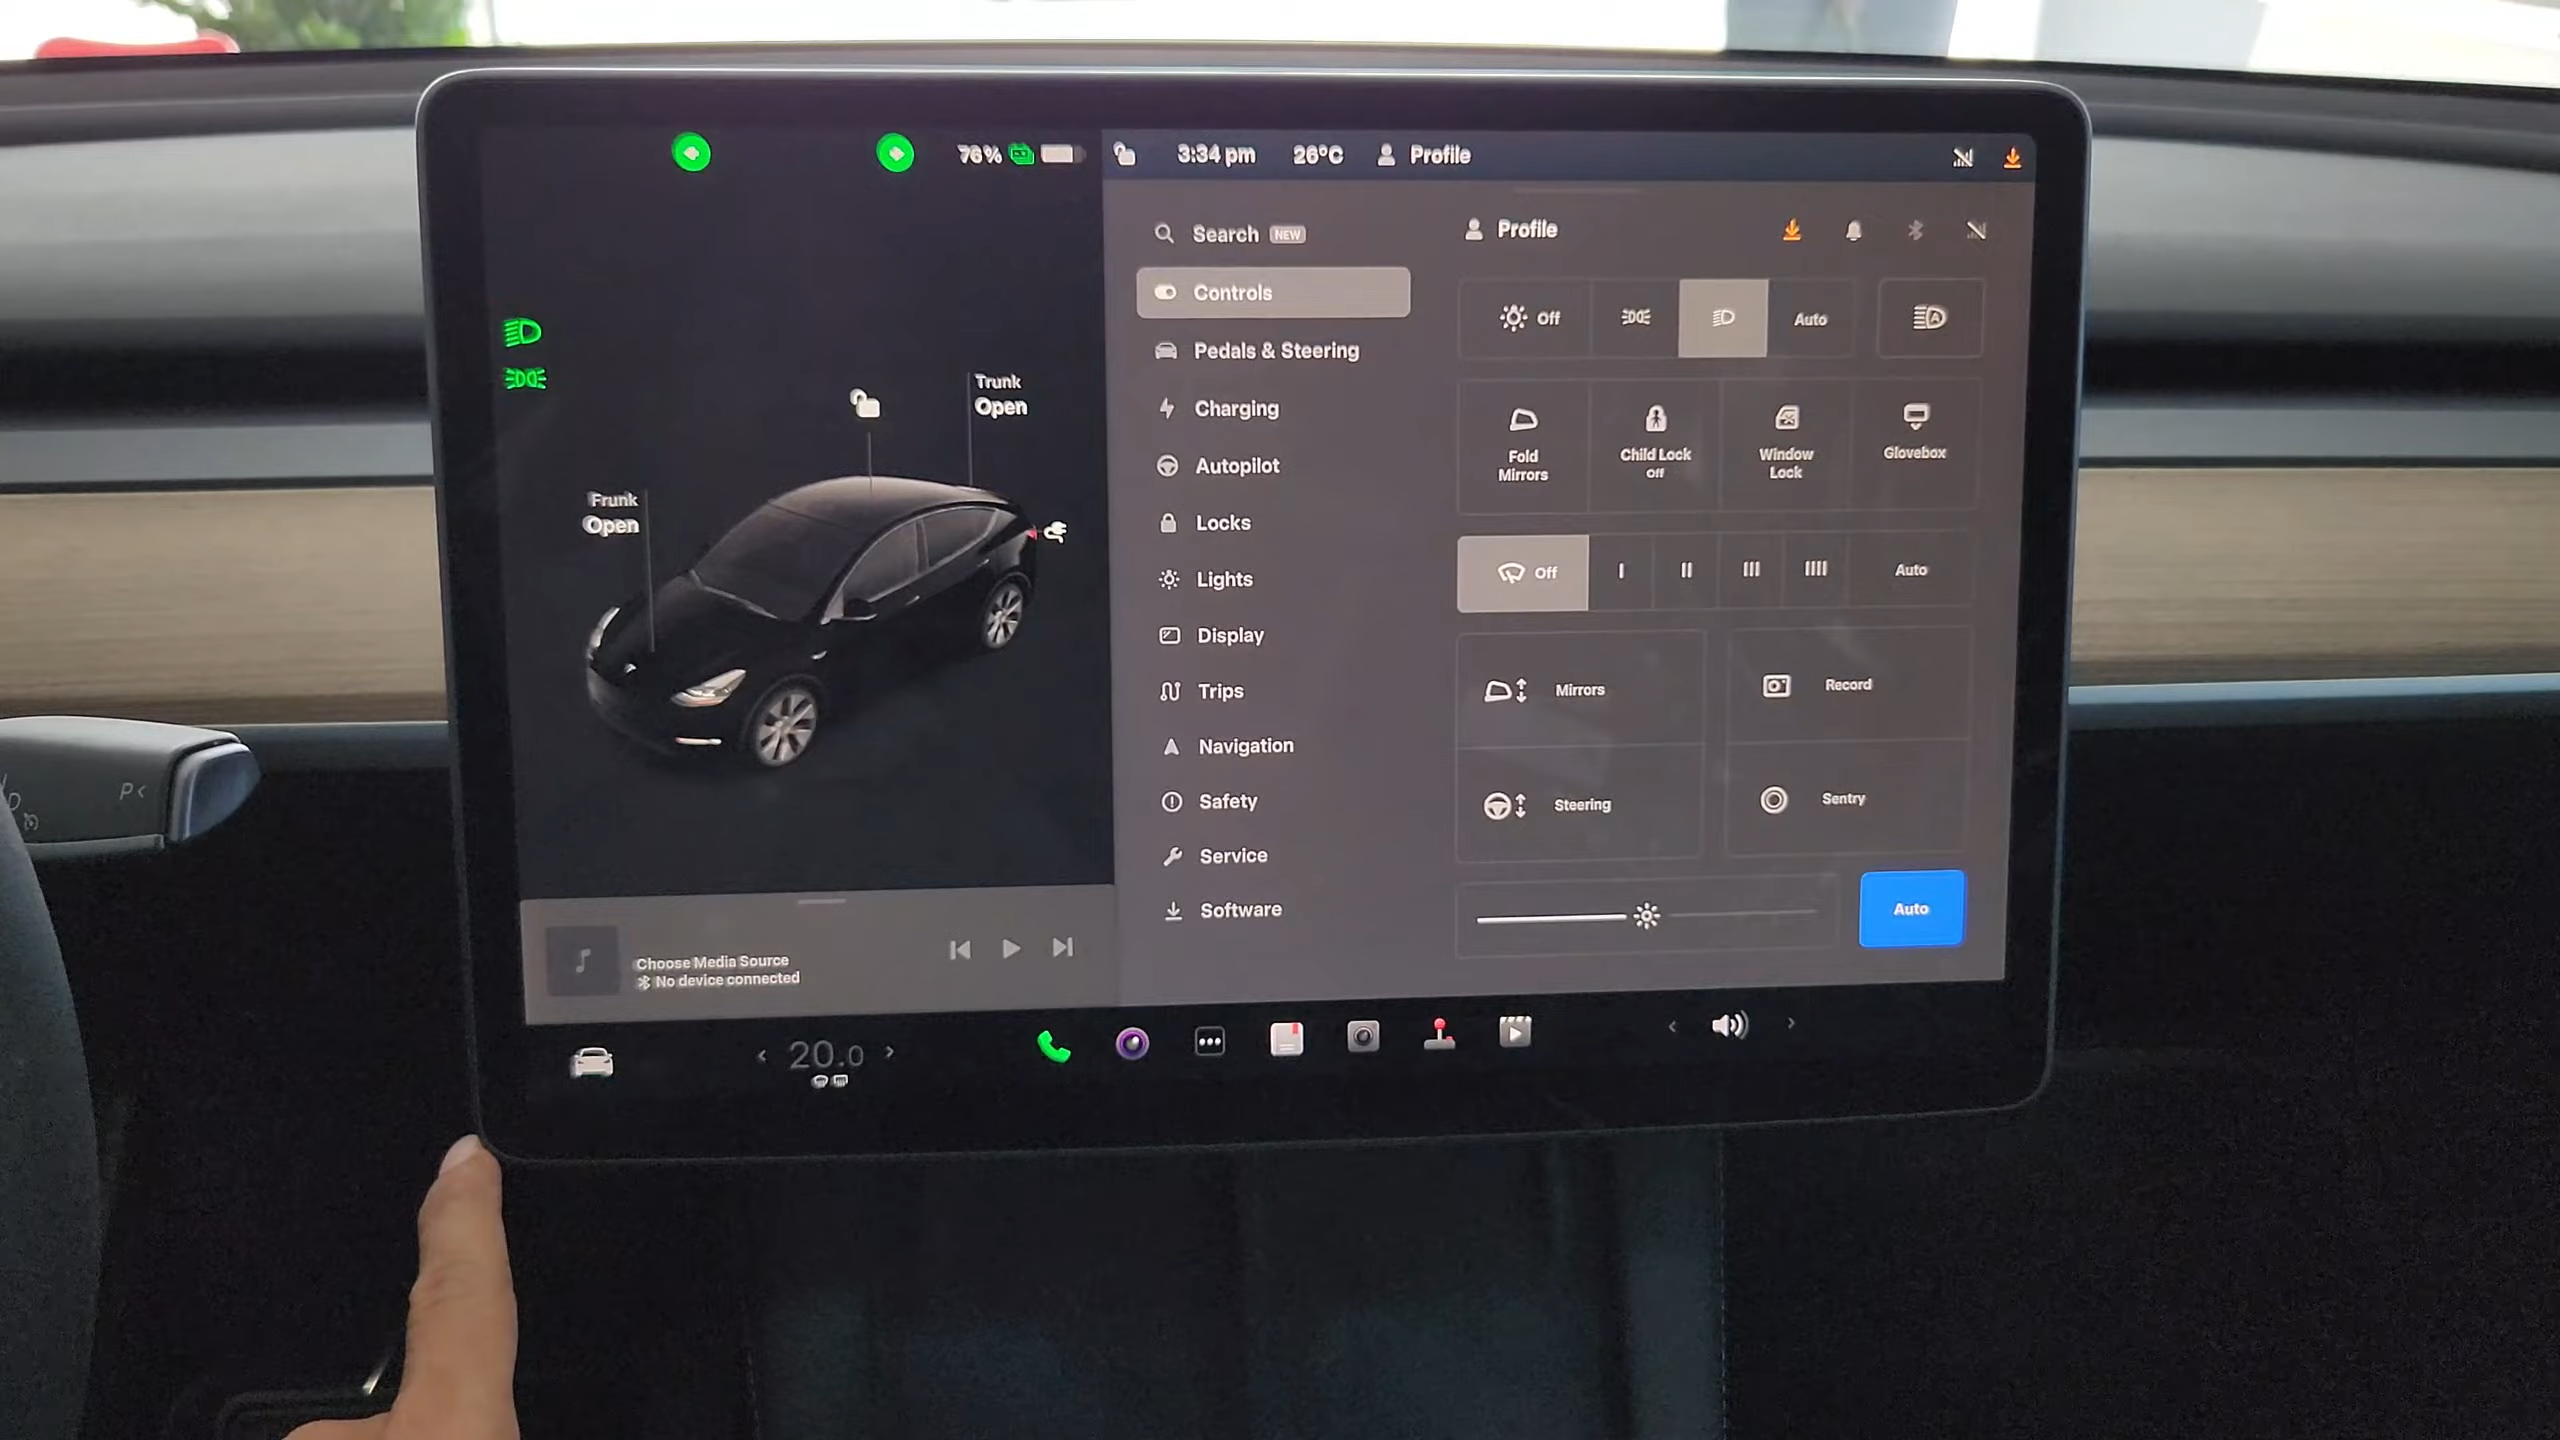 76%
3:34 pm
26°C
Profile
Search NEW
Controls
Pedals & Steering
Charging
Autopilot
Locks
Lights
Display
Trips
Navigation
Safety
Service
Software
Profile
Off
Auto
A
Fold
Mirrors
Child Lock
Off
Window
Lock
Glovebox
Off
I
II
III
IIII
Auto
Mirrors
Record
Steering
Sentry
Auto
Trunk
Open
Frunk
Open
Choose Media Source
No device connected
< 20.0 >
< >
P<
D